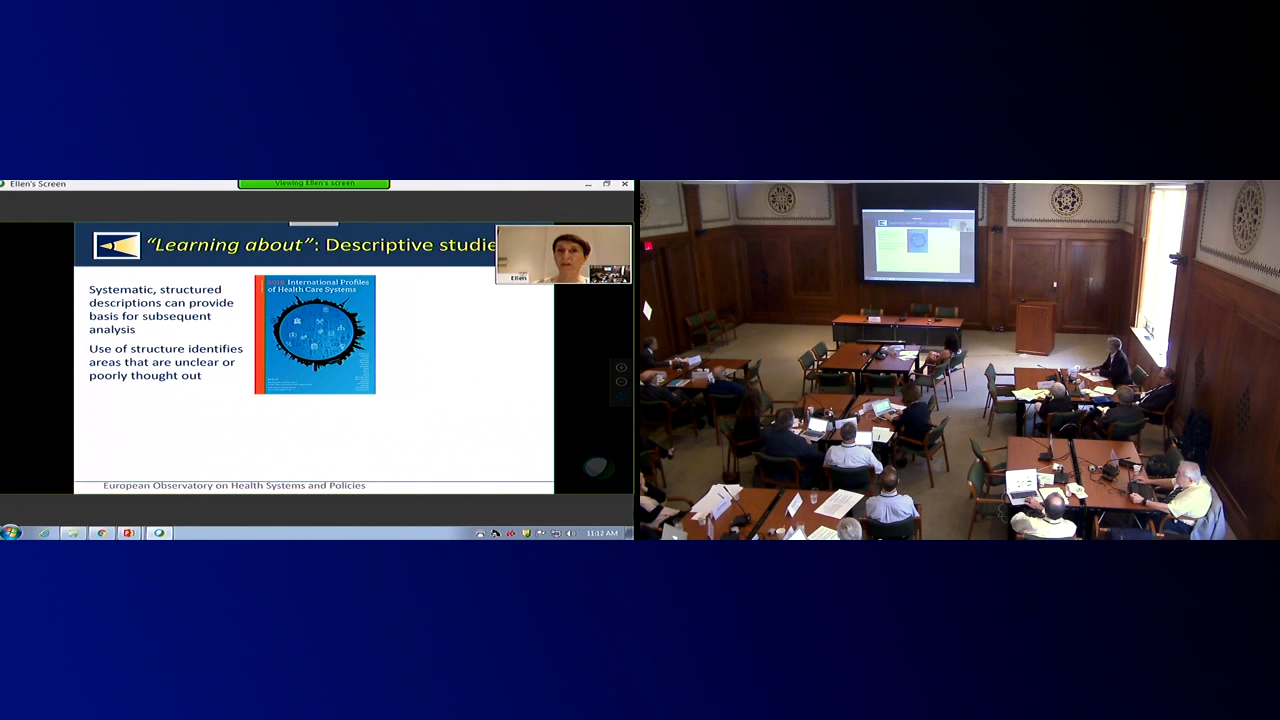 Ellen's Screen
Viewing Ellen's screen
"Learning about": Descriptive studie
Ellen
Systematic, structured
descriptions can provide
basis for subsequent
analysis
Use of structure identifies
areas that are unclear or
poorly thought out
International Profiles
of Health Care Systems
European Observatory on Health Systems and Policies
11:12 AM